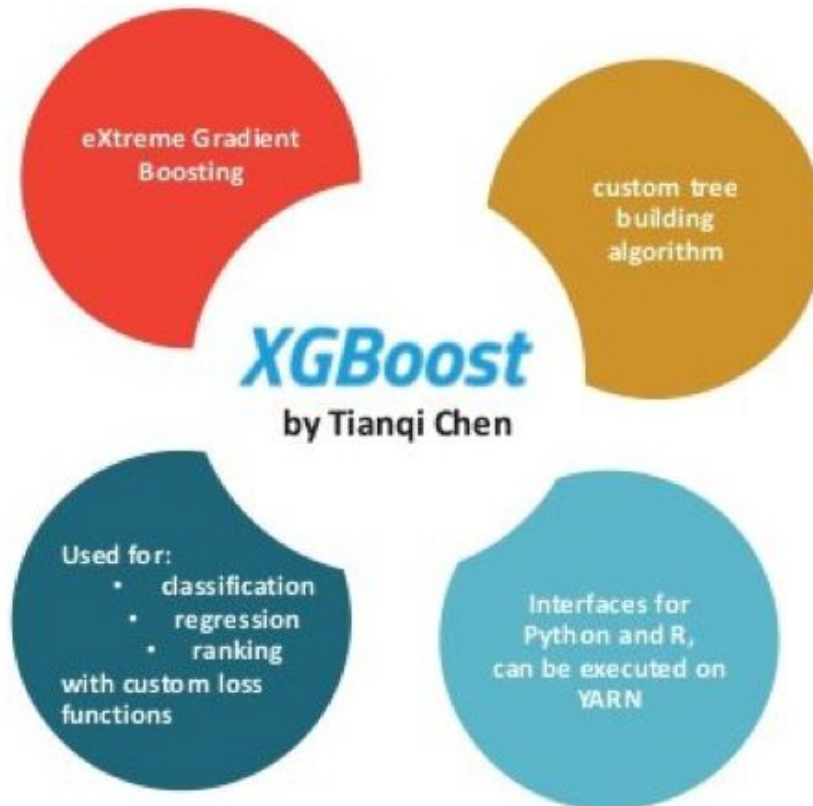 eXtreme Gradient
Boosting
custom tree
building
algorithm
XGBoost
by Tianqi Chen
Used for:
• classification
• regression
• ranking
with custom loss
functions
Interfaces for
Python and R,
can be executed on
YARN